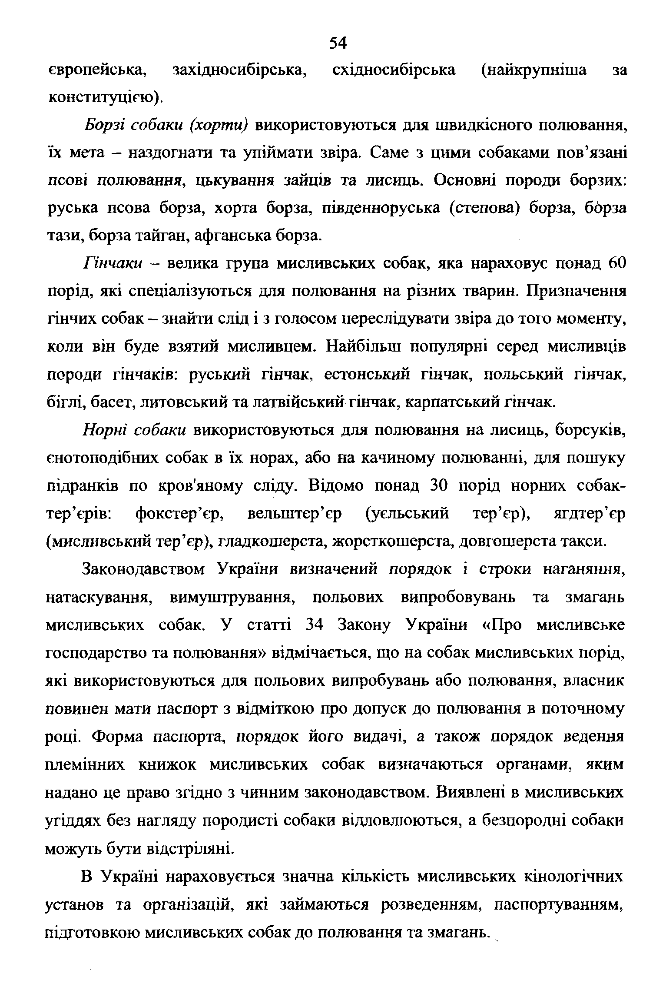 54
європейська, західносибірська, східносибірська (найкрупніша за
конституцією).
Борзі собаки (хорти) використовуються для швидкісного полювання,
їх мета – наздогнати та упіймати звіра. Саме з цими собаками пов’язані
псові полювання, цькування зайців та лисиць. Основні породи борзих:
руська псова борза, хорта борза, південноруська (степова) борза, борза
тази, борза тайган, афганська борза.
Гінчаки – велика група мисливських собак, яка нараховує понад 60
порід, які спеціалізуються для полювання на різних тварин. Призначення
гінчих собак – знайти слід і з голосом переслідувати звіра до того моменту,
коли він буде взятий мисливцем. Найбільш популярні серед мисливців
породи гінчаків: руський гінчак, естонський гінчак, польський гінчак,
біглі, басет, литовський та латвійський гінчак, карпатський гінчак.
Норні собаки використовуються для полювання на лисиць, борсуків,
єнотоподібних собак в їх норах, або на качиному полюванні, для пошуку
підранків по кров'яному сліду. Відомо понад 30 порід норних собак-
тер’єрів: фокстер’єр, вельштер’єр (уєльський тер’єр), ягдтер’єр
(мисливський тер’єр), гладкошерста, жорсткошерста, довгошерста такси.
Законодавством України визначений порядок і строки наганяння,
натаскування, вимуштрування, польових випробовувань та змагань
мисливських собак. У статті 34 Закону України «Про мисливське
господарство та полювання» відмічається, що на собак мисливських порід,
які використовуються для польових випробувань або полювання, власник
повинен мати паспорт з відміткою про допуск до полювання в поточному
році. Форма паспорта, порядок його видачі, а також порядок ведення
племінних книжок мисливських собак визначаються органами, яким
надано це право згідно з чинним законодавством. Виявлені в мисливських
угіддях без нагляду породисті собаки відловлюються, а безпородні собаки
можуть бути відстріляні.
В Україні нараховується значна кількість мисливських кінологічних
установ та організацій, які займаються розведенням, паспортуванням,
підготовкою мисливських собак до полювання та змагань.